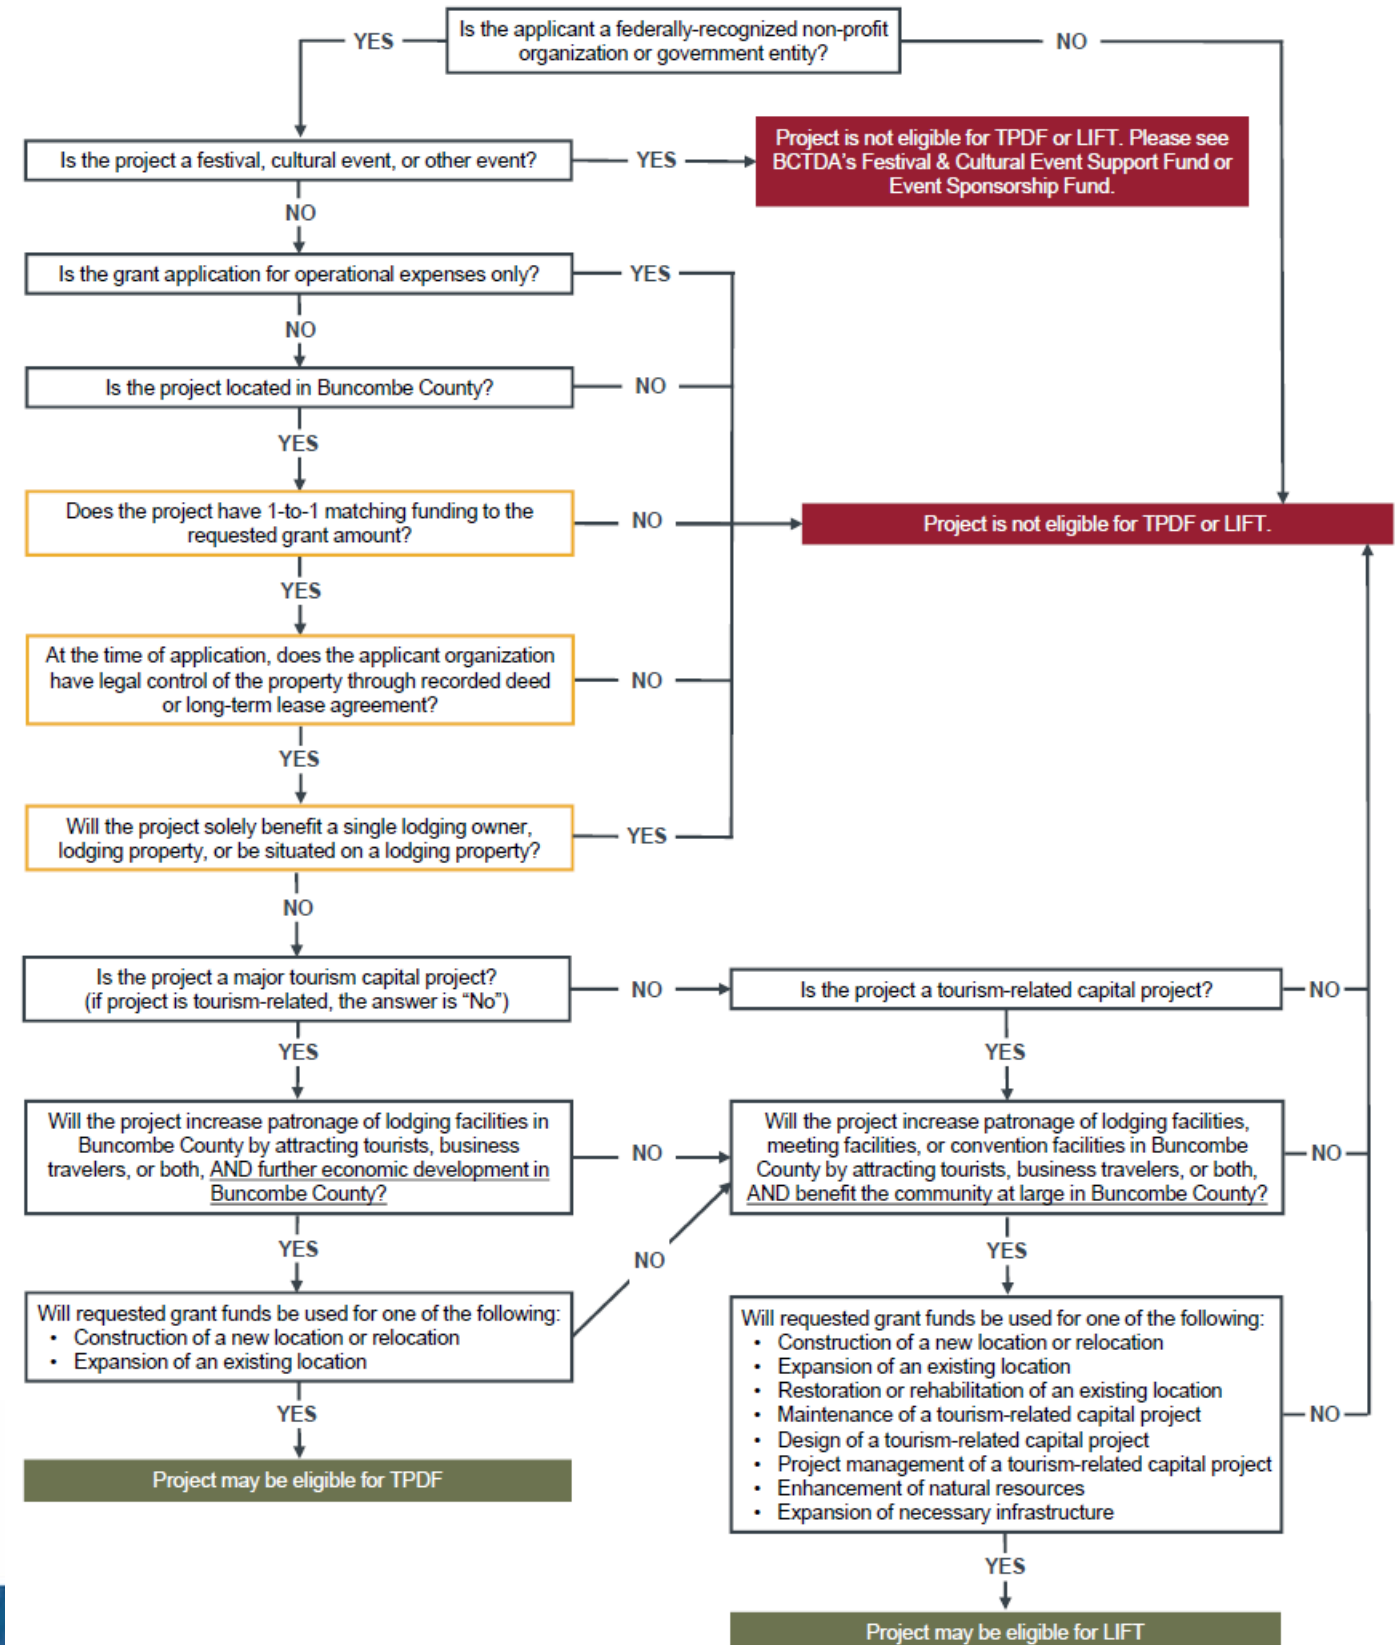 Is the applicant a federally-recognized non-profit
organization or government entity?
YES
NO
Is the project a festival, cultural event, or other event?
YES
Project is not eligible for TPDF or LIFT. Please see
BCTDA's Festival & Cultural Event Support Fund or
Event Sponsorship Fund.
NO
Is the grant application for operational expenses only?
YES
NO
Is the project located in Buncombe County?
NO
YES
Does the project have 1-to-1 matching funding to the
requested grant amount?
NO
Project is not eligible for TPDF or LIFT.
YES
At the time of application, does the applicant organization
have legal control of the property through recorded deed
or long-term lease agreement?
NO
YES
Will the project solely benefit a single lodging owner,
lodging property, or be situated on a lodging property?
YES
NO
Is the project a major tourism capital project?
(if project is tourism-related, the answer is “No”)
NO
Is the project a tourism-related capital project?
NO
YES
YES
Will the project increase patronage of lodging facilities in
Buncombe County by attracting tourists, business
travelers, or both, AND further economic development in
Buncombe County?
NO
Will the project increase patronage of lodging facilities,
meeting facilities, or convention facilities in Buncombe
County by attracting tourists, business travelers, or both,
AND benefit the community at large in Buncombe County?
NO
YES
NO
YES
Will requested grant funds be used for one of the following:
• Construction of a new location or relocation
• Expansion of an existing location
Will requested grant funds be used for one of the following:
• Construction of a new location or relocation
• Expansion of an existing location
• Restoration or rehabilitation of an existing location
• Maintenance of a tourism-related capital project
• Design of a tourism-related capital project
• Project management of a tourism-related capital project
• Enhancement of natural resources
• Expansion of necessary infrastructure
NO
YES
Project may be eligible for TPDF
YES
Project may be eligible for LIFT